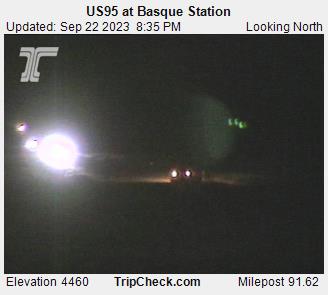 US95 at Basque Station
Updated: Sep 22 2023 8:35 PM Looking North
Elevation 4460 TripCheck.com Milepost 91.62